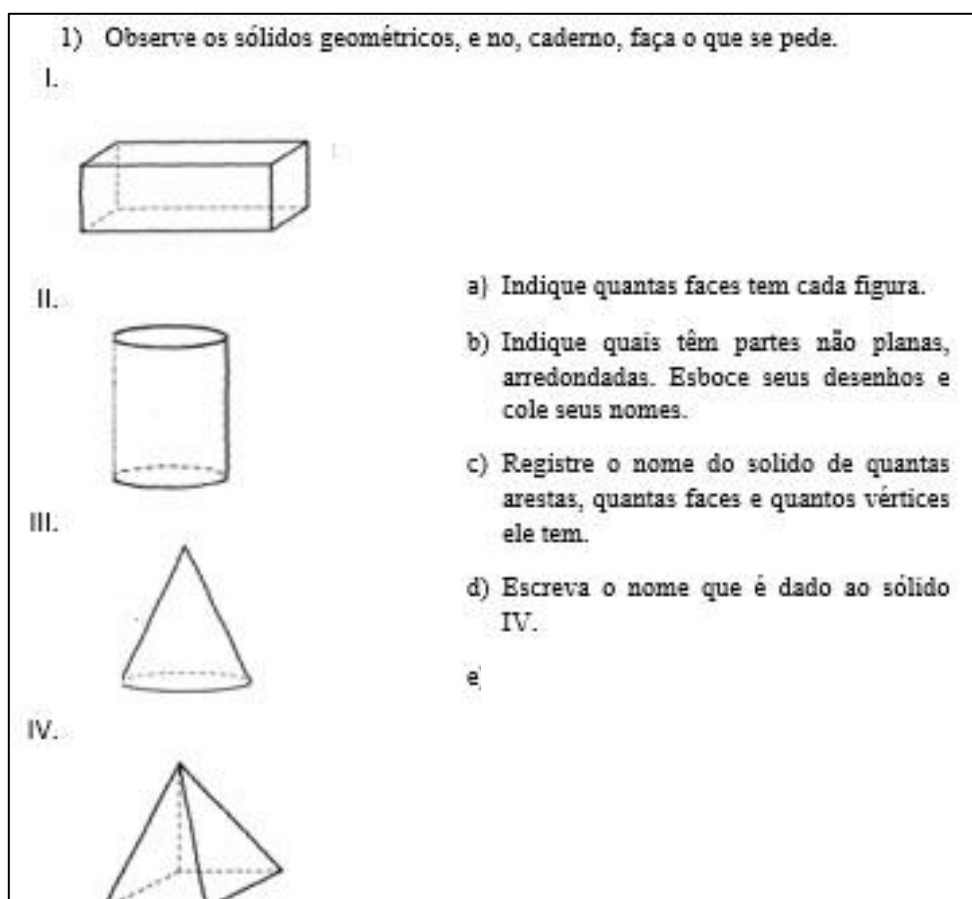 1) Observe os sólidos geométricos, e no, caderno, faça o que se pede.
I.
II.
III.
IV.
a) Indique quantas faces tem cada figura.
b) Indique quais têm partes não planas,
arredondadas. Esboce seus desenhos e
cole seus nomes.
c) Registre o nome do solido de quantas
arestas, quantas faces e quantos vértices
ele tem.
d) Escreva o nome que é dado ao sólido
IV.
e)